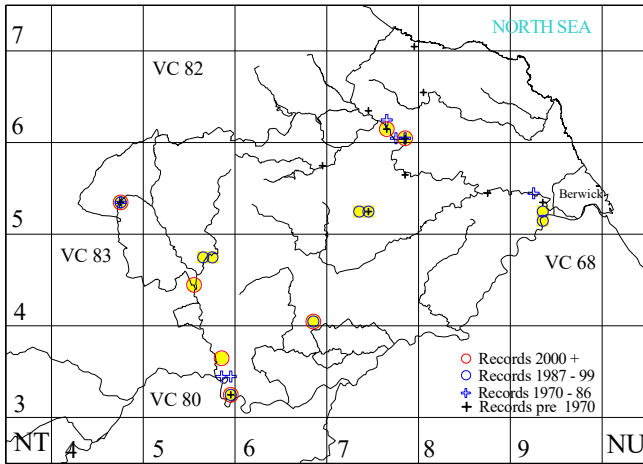 7
NORTH SEA
VC 82
6
Berwick
5
VC 83
VC 68
4
Records 2000 +
Records 1987 - 99
Records 1970 - 86
Records pre 1970
VC 80
3
NT 4 5 6 7 8 9 NU